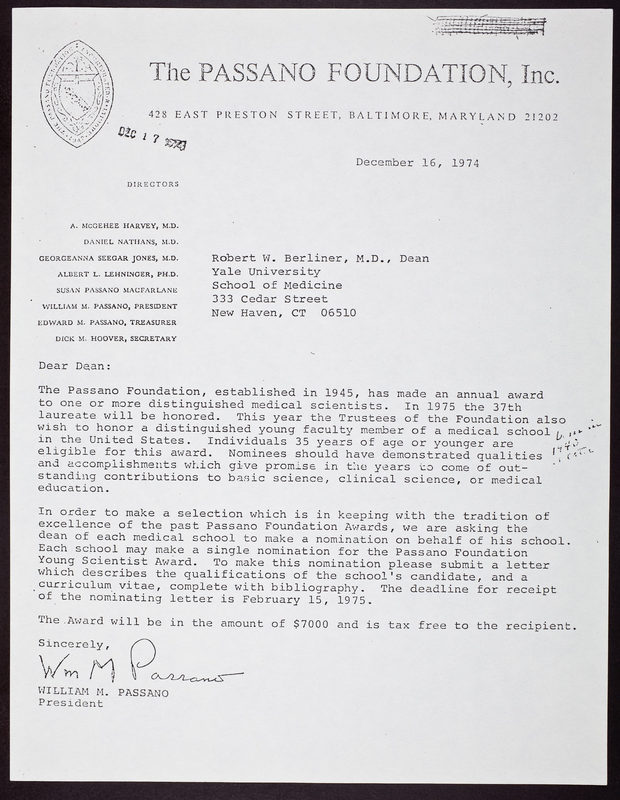 The PASSANO FOUNDATION, Inc.
428 EAST PRESTON STREET, BALTIMORE, MARYLAND 21202
DEC 17
December 16, 1974
DIRECTORS
A. MCGEHEE HARVEY, M.D.
DANIEL NATHANS, M.D.
GEORGEANNA SEEGAR JONES, M.D.
ALBERT L. LEHNINGER, PH.D.
SUSAN PASSANO MACFARLANE
WILLIAM M. PASSANO, PRESIDENT
EDWARD M. PASSANO, TREASURER
DICK M. HOOVER, SECRETARY
Robert W. Berliner, M.D., Dean
Yale University
School of Medicine
333 Cedar Street
New Haven, CT 06510
Dear Dean:
The Passano Foundation, established in 1945, has made an annual award
to one or more distinguished medical scientists. In 1975 the 37th
laureate will be honored. This year the Trustees of the Foundation also
wish to honor a distinguished young faculty member of a medical school
in the United States. Individuals 35 years of age or younger are
eligible for this award. Nominees should have demonstrated qualities
and accomplishments which give promise in the years to come of out-
standing contributions to basic science, clinical science, or medical
education.
In order to make a selection which is in keeping with the tradition of
excellence of the past Passano Foundation Awards, we are asking the
dean of each medical school to make a nomination on behalf of his school.
Each school may make a single nomination for the Passano Foundation
Young Scientist Award. To make this nomination please submit a letter
which describes the qualifications of the school's candidate, and a
curriculum vitae, complete with bibliography. The deadline for receipt
of the nominating letter is February 15, 1975.
The Award will be in the amount of $7000 and is tax free to the recipient.
Sincerely,
Wm M Passano
WILLIAM M. PASSANO
President